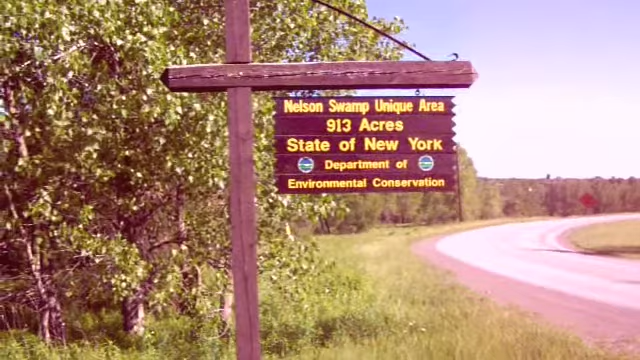 Nelson Swamp Unique Area
913 Acres
State of New York
Department of
Environmental Conservation